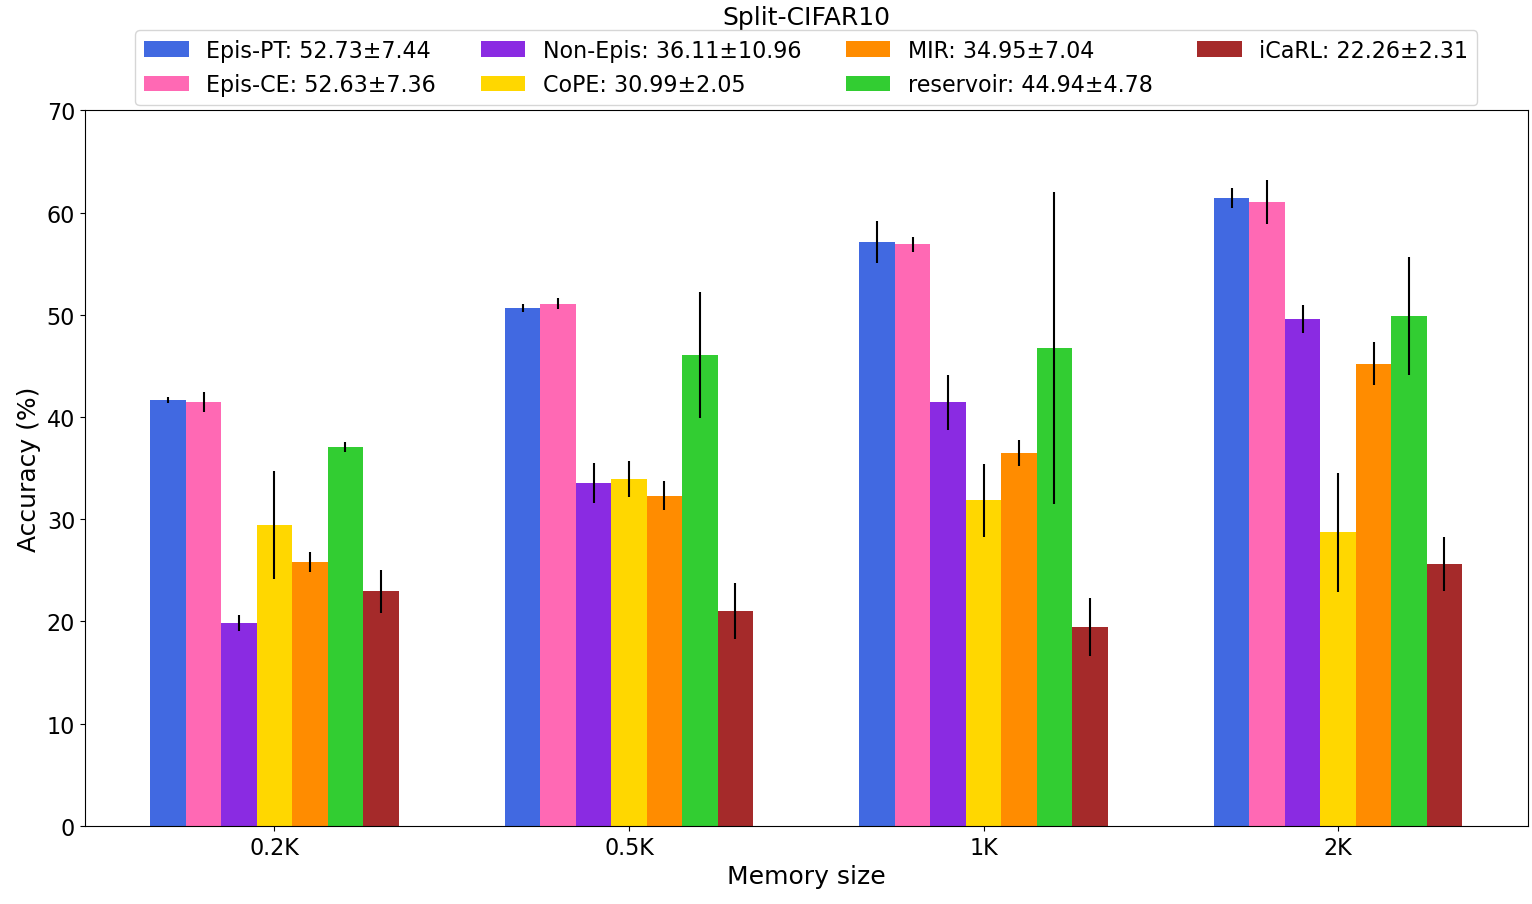 Split-CIFAR10
Epis-PT: 52.73±7.44 Non-Epis: 36.11±10.96 MIR: 34.95±7.04 iCaRL: 22.26±2.31
Epis-CE: 52.63±7.36 CoPE: 30.99±2.05 reservoir: 44.94±4.78
70
60
50
40
30
20
10
0
Accuracy (%)
0.2K 0.5K 1K 2K
Memory size